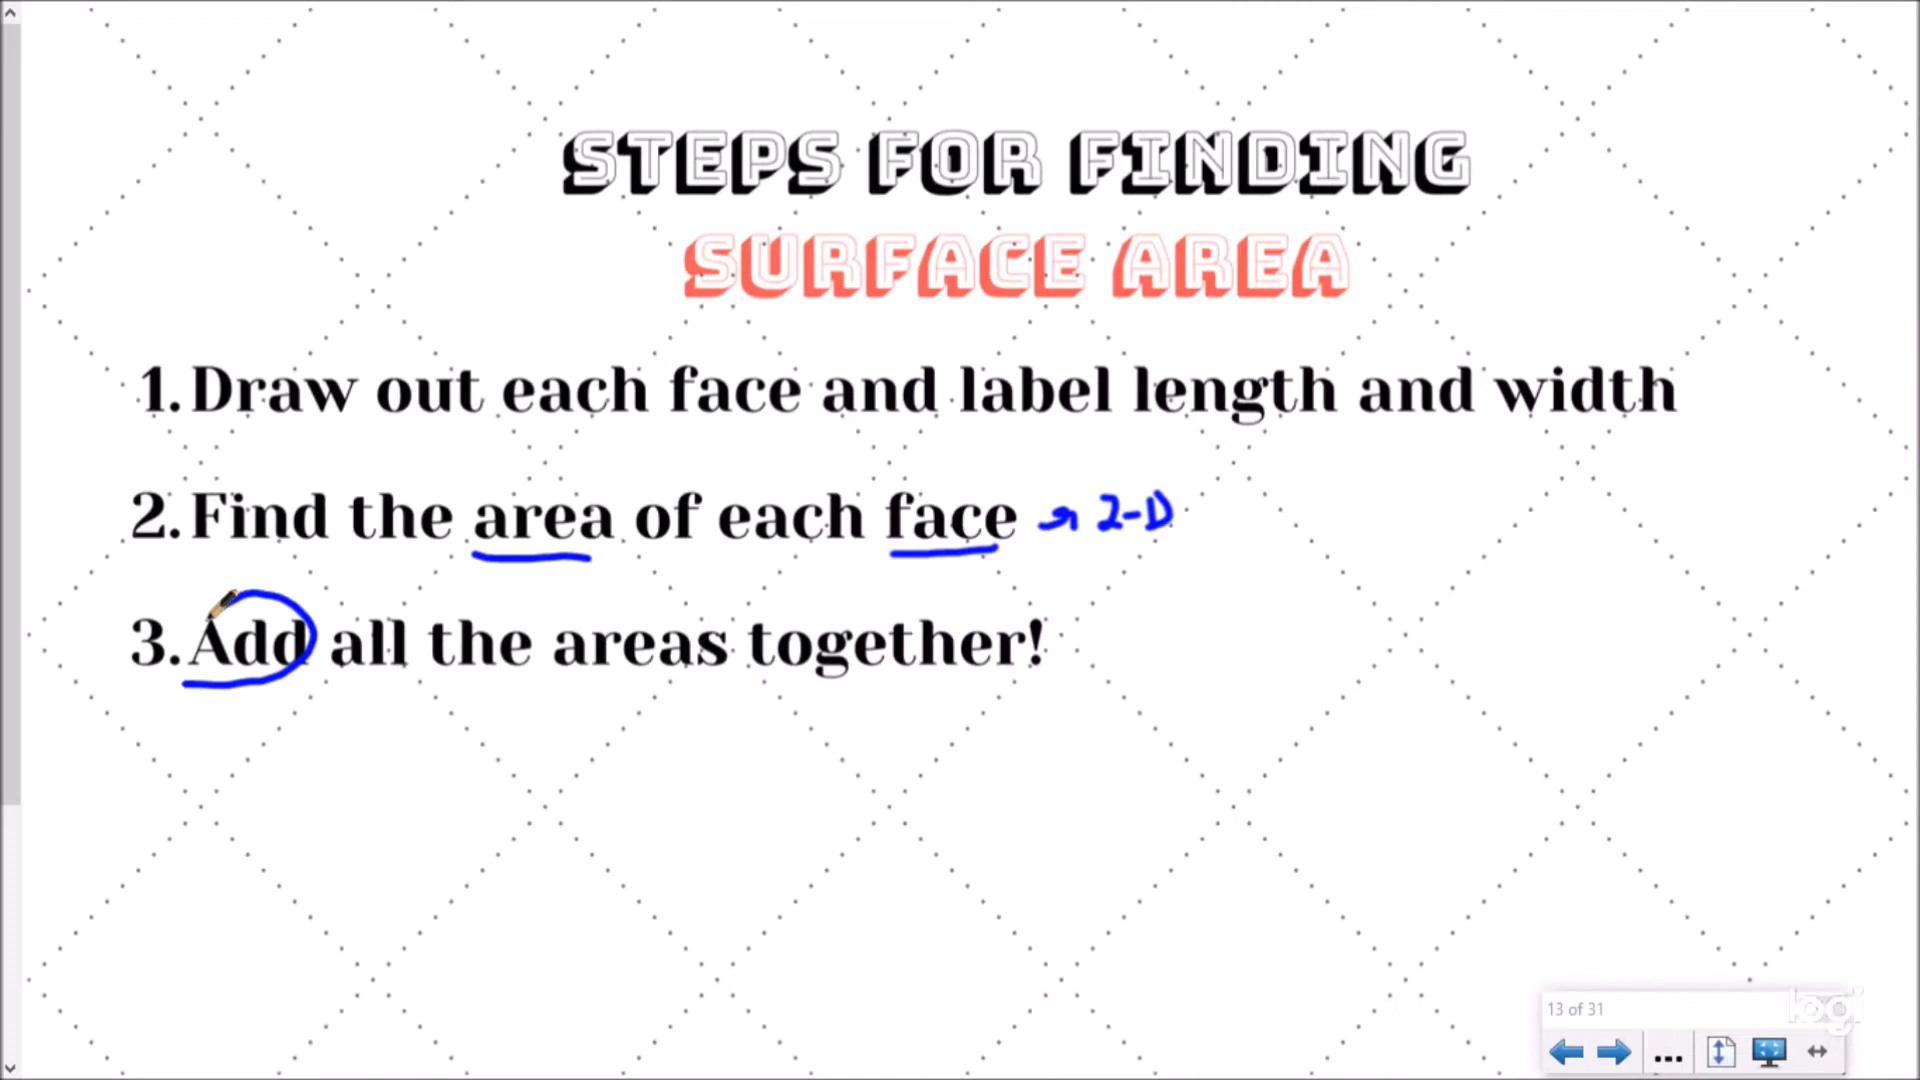 STEPS FOR FINDING
SURFACE AREA
1. Draw out each face and label length and width
2. Find the area of each face → 2-D
3. Add all the areas together!
13 of 31
logi
...